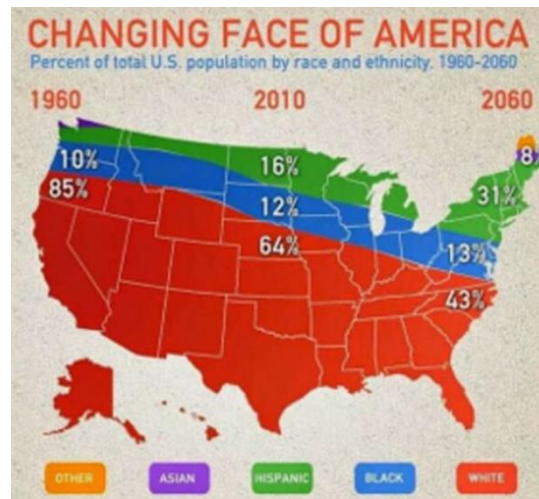 CHANGING FACE OF AMERICA
Percent of total U.S. population by race and ethnicity, 1960-2060
1960 2010 2060
10% 16% 8%
85% 12% 31%
64% 13%
43%
OTHER ASIAN HISPANIC BLACK WHITE